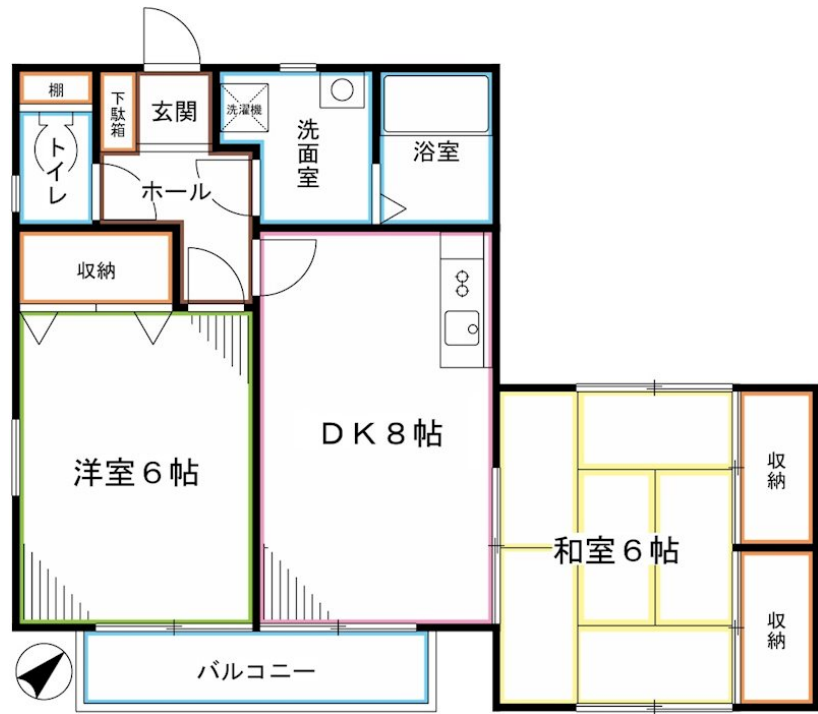 棚
下駄箱
玄関
洗濯機
洗面室
浴室
トイレ
ホール
収納
DK8帖
洋室6帖
和室6帖
収納
収納
バルコニー